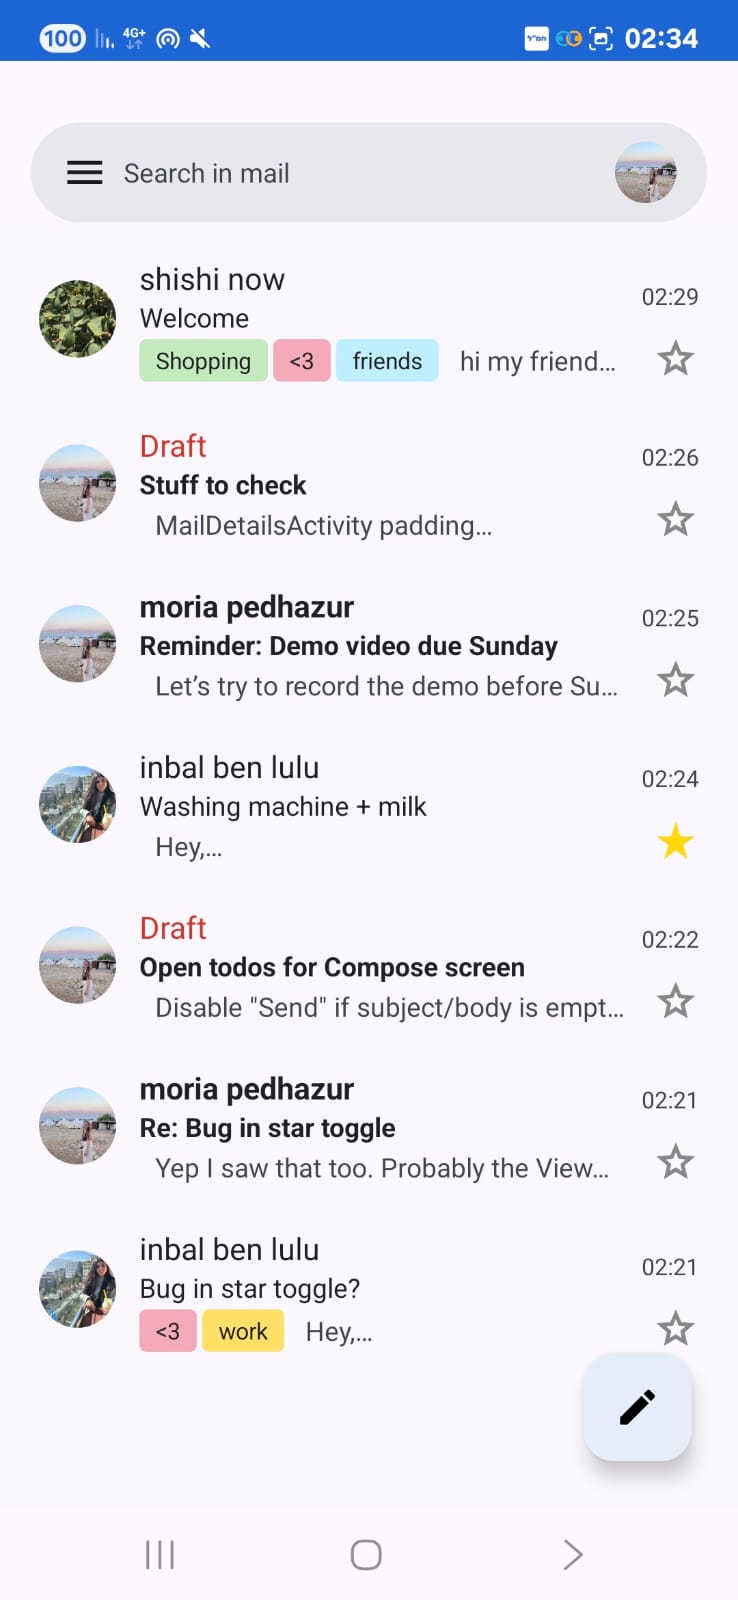 100 4G+ חמ"ל 02:34
Search in mail
shishi now
02:29
Welcome
Shopping <3 friends hi my friend...
Draft
02:26
Stuff to check
MailDetailsActivity padding...
moria pedhazur
02:25
Reminder: Demo video due Sunday
Let’s try to record the demo before Su...
inbal ben lulu
02:24
Washing machine + milk
Hey,...
Draft
02:22
Open todos for Compose screen
Disable "Send" if subject/body is empt...
moria pedhazur
02:21
Re: Bug in star toggle
Yep I saw that too. Probably the View...
inbal ben lulu
02:21
Bug in star toggle?
<3 work Hey,...